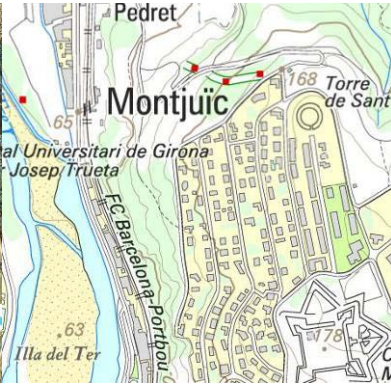 Pedret
168
Torre
de Sant
Montjuïc
65
al Universitari de Girona
r Josep Trueta
FC Barcelona-Portbou
63
Illa del Ter
178